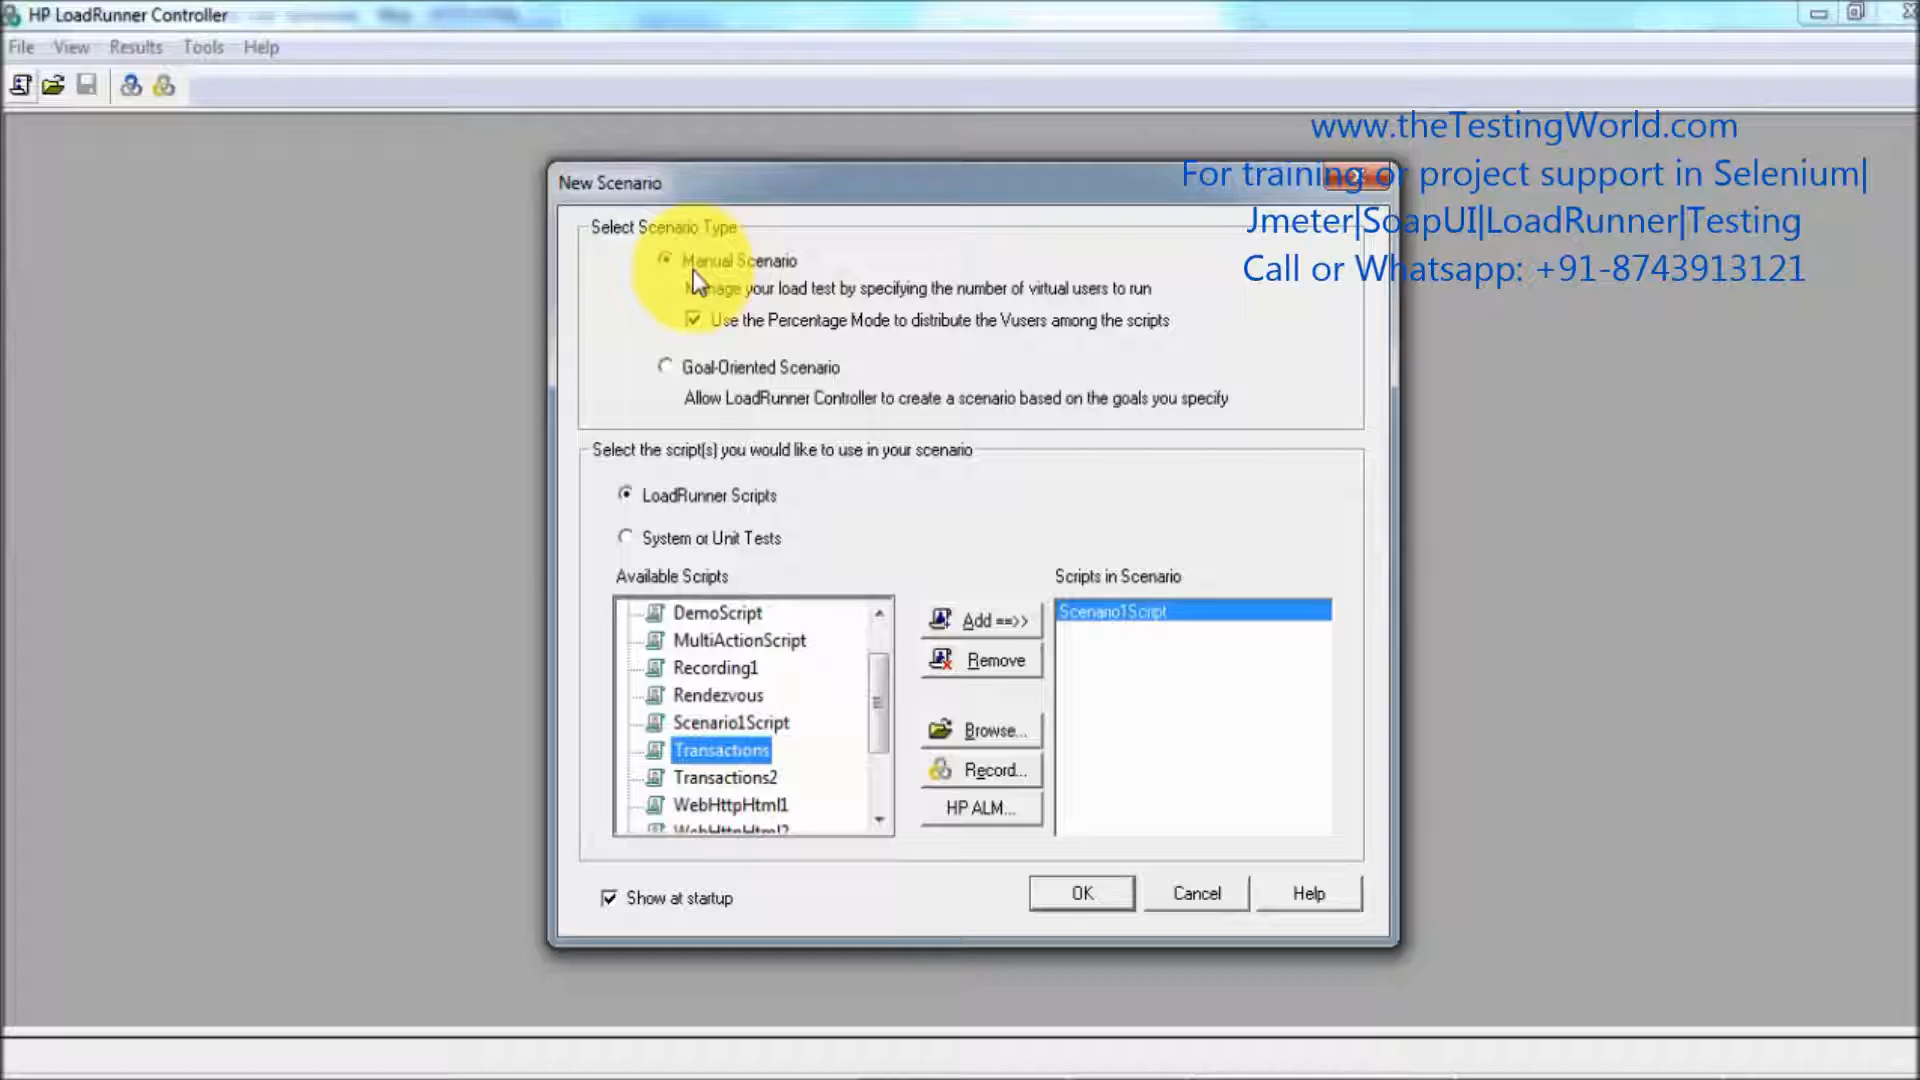 HP LoadRunner Controller
File View Results Tools Help
www.theTestingWorld.com
For training or project support in Selenium|
Jmeter|SoapUI|LoadRunner|Testing
Call or Whatsapp: +91-8743913121
New Scenario
Select Scenario Type
Manual Scenario
Manage your load test by specifying the number of virtual users to run
Use the Percentage Mode to distribute the Vusers among the scripts
Goal-Oriented Scenario
Allow LoadRunner Controller to create a scenario based on the goals you specify
Select the script(s) you would like to use in your scenario
LoadRunner Scripts
System or Unit Tests
Available Scripts
DemoScript
MultiActionScript
Recording1
Rendezvous
Scenario1Script
Transactions
Transactions2
WebHttpHtml1
WebHttpHtml2
Add ==>>
Remove
Browse...
Record...
HP ALM...
Scripts in Scenario
Scenario1Script
Show at startup
OK Cancel Help